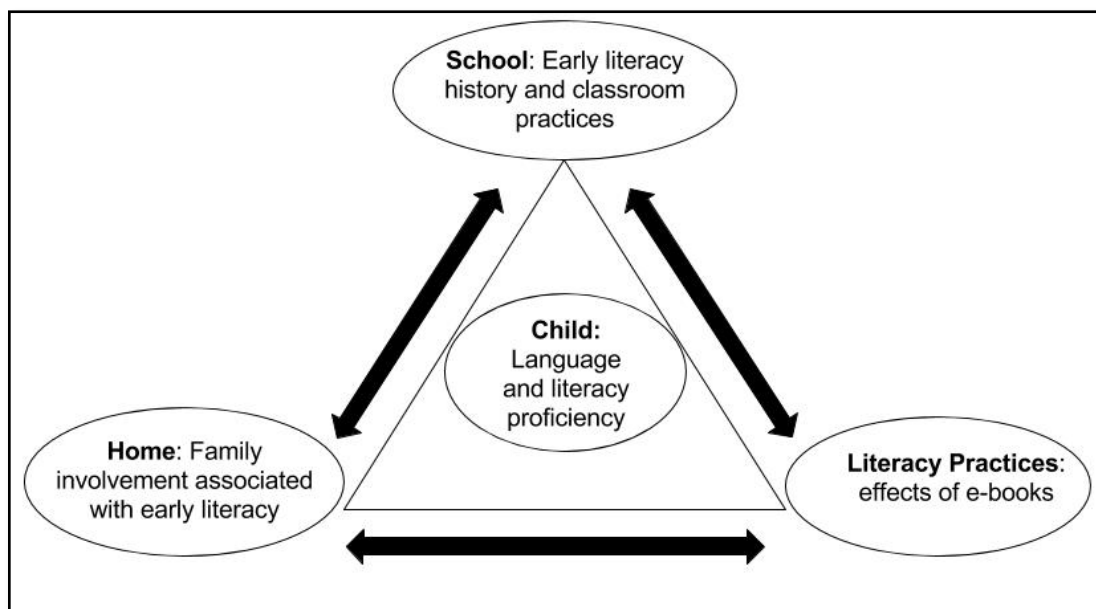 School: Early literacy
history and classroom
practices
Child:
Language
and literacy
proficiency
Home: Family
involvement associated
with early literacy
Literacy Practices:
effects of e-books